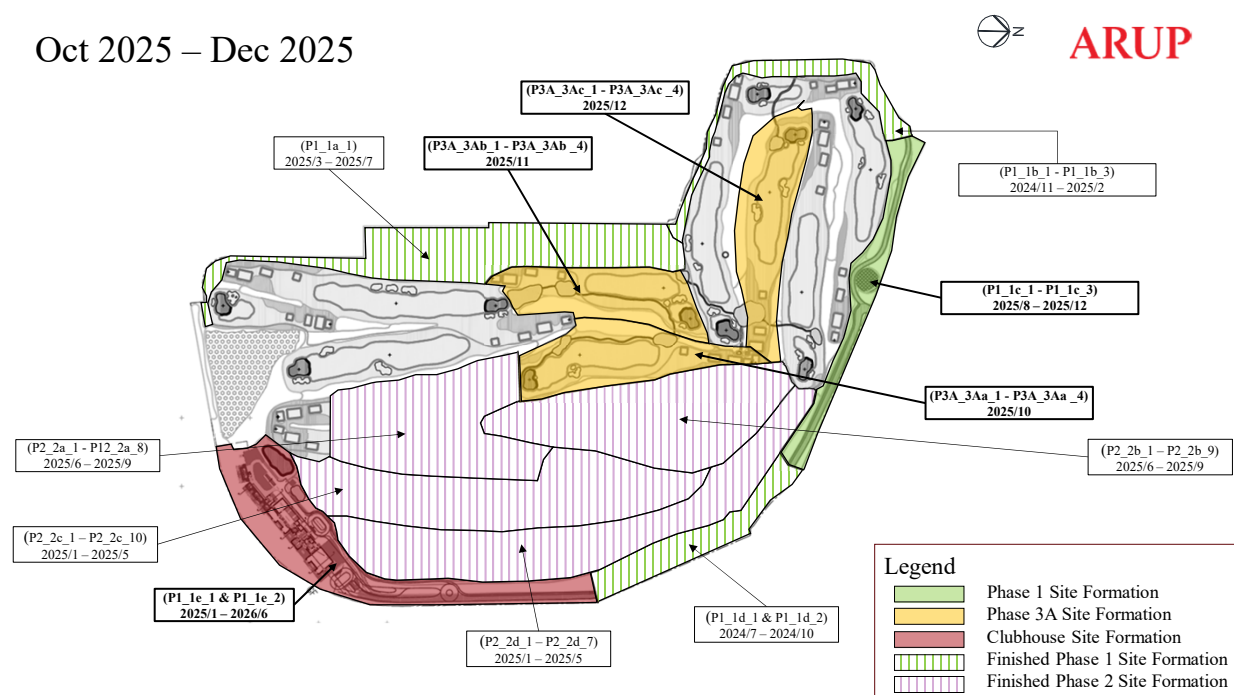 Oct 2025 – Dec 2025
N
ARUP
(P3A_3Ac_1 - P3A_3Ac _4)
2025/12
(P3A_3Ab_1 - P3A_3Ab _4)
2025/11
(P1_1a_1)
2025/3 – 2025/7
(P1_1b_1 - P1_1b_3)
2024/11 – 2025/2
(P1_1c_1 - P1_1c_3)
2025/8 – 2025/12
(P3A_3Aa_1 - P3A_3Aa _4)
2025/10
(P2_2a_1 - P12_2a_8)
2025/6 – 2025/9
(P2_2b_1 – P2_2b_9)
2025/6 – 2025/9
(P2_2c_1 – P2_2c_10)
2025/1 – 2025/5
(P1_1e_1 & P1_1e_2)
2025/1 – 2026/6
(P2_2d_1 – P2_2d_7)
2025/1 – 2025/5
(P1_1d_1 & P1_1d_2)
2024/7 – 2024/10
Legend
Phase 1 Site Formation
Phase 3A Site Formation
Clubhouse Site Formation
Finished Phase 1 Site Formation
Finished Phase 2 Site Formation